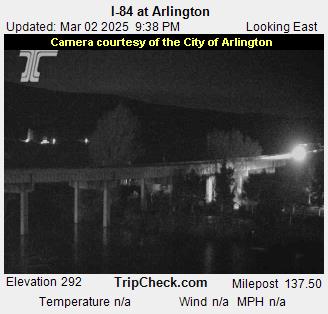 I-84 at Arlington
Updated: Mar 02 2025 9:38 PM Looking East
Camera courtesy of the City of Arlington
Elevation 292 TripCheck.com Milepost 137.50
Temperature n/a Wind n/a MPH n/a